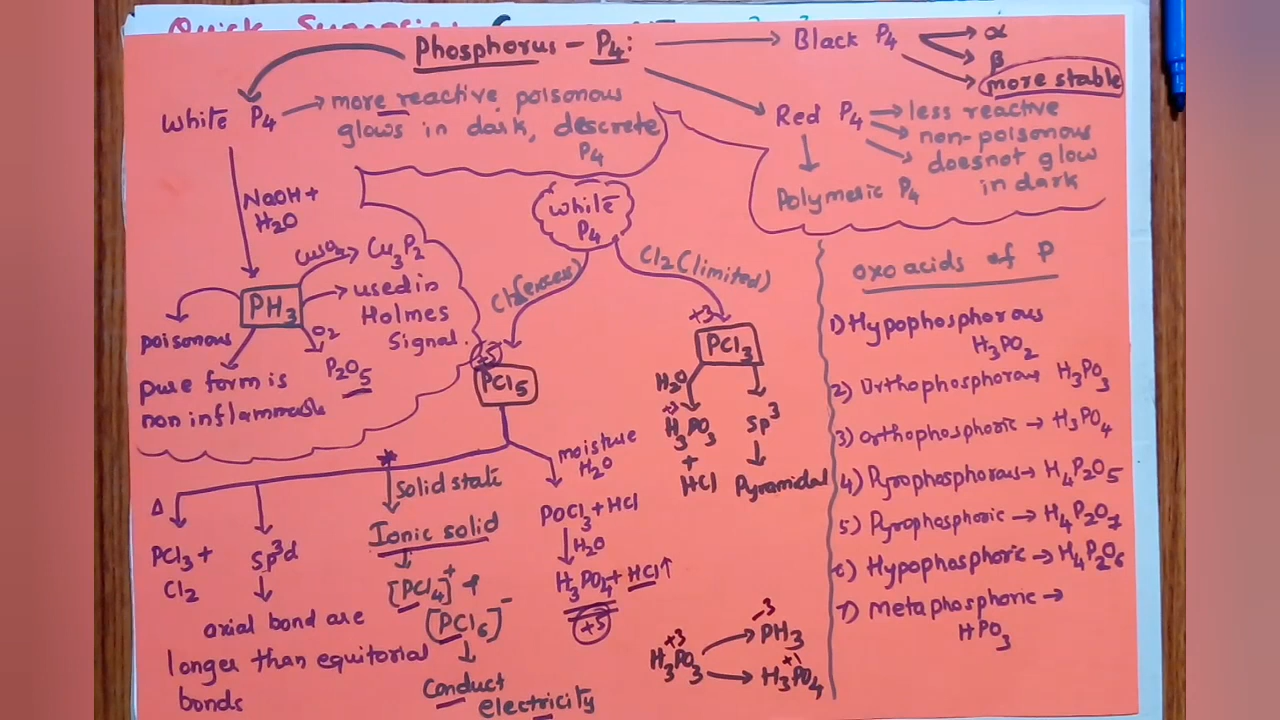 Quick Synopsis:
Phosphorus - P4:
Black P4
α
β
more stable
White P4
more reactive poisonous
glows in dark, descrete
P4
Red P4
less reactive
non-poisonous
doesnot glow
in dark
Polymeric P4
NaOH +
H2O
PH3
CuSO4
Cu3P2
used in
Holmes
Signal.
O2
P2O5
poisonous
pure form is
non inflammable
White
P4
Cl2(excess)
Cl2(limited)
+5
PCl5
+3
PCl3
H2O
+3
H3PO3
+
HCl
sp3
Pyramidal
Δ
PCl3 +
Cl2
sp3d
axial bond are
longer than equitorial
bonds
*
Solid state
Ionic solid
[PCl4]+ +
[PCl6]-
Conduct
electricity
moisture
H2O
POCl3 + HCl
H2O
H3PO4 + HCl↑
+5
+3
H3PO3
-3
PH3
H3PO4
oxoacids of P
1) Hypophosphorous
H3PO2
2) Orthophosphorous H3PO3
3) Orthophosphoric → H3PO4
4) Pyrophosphorous → H4P2O5
5) Pyrophosphoric → H4P2O7
6) Hypophosphoric → H4P2O6
7) Metaphosphoric →
HPO3